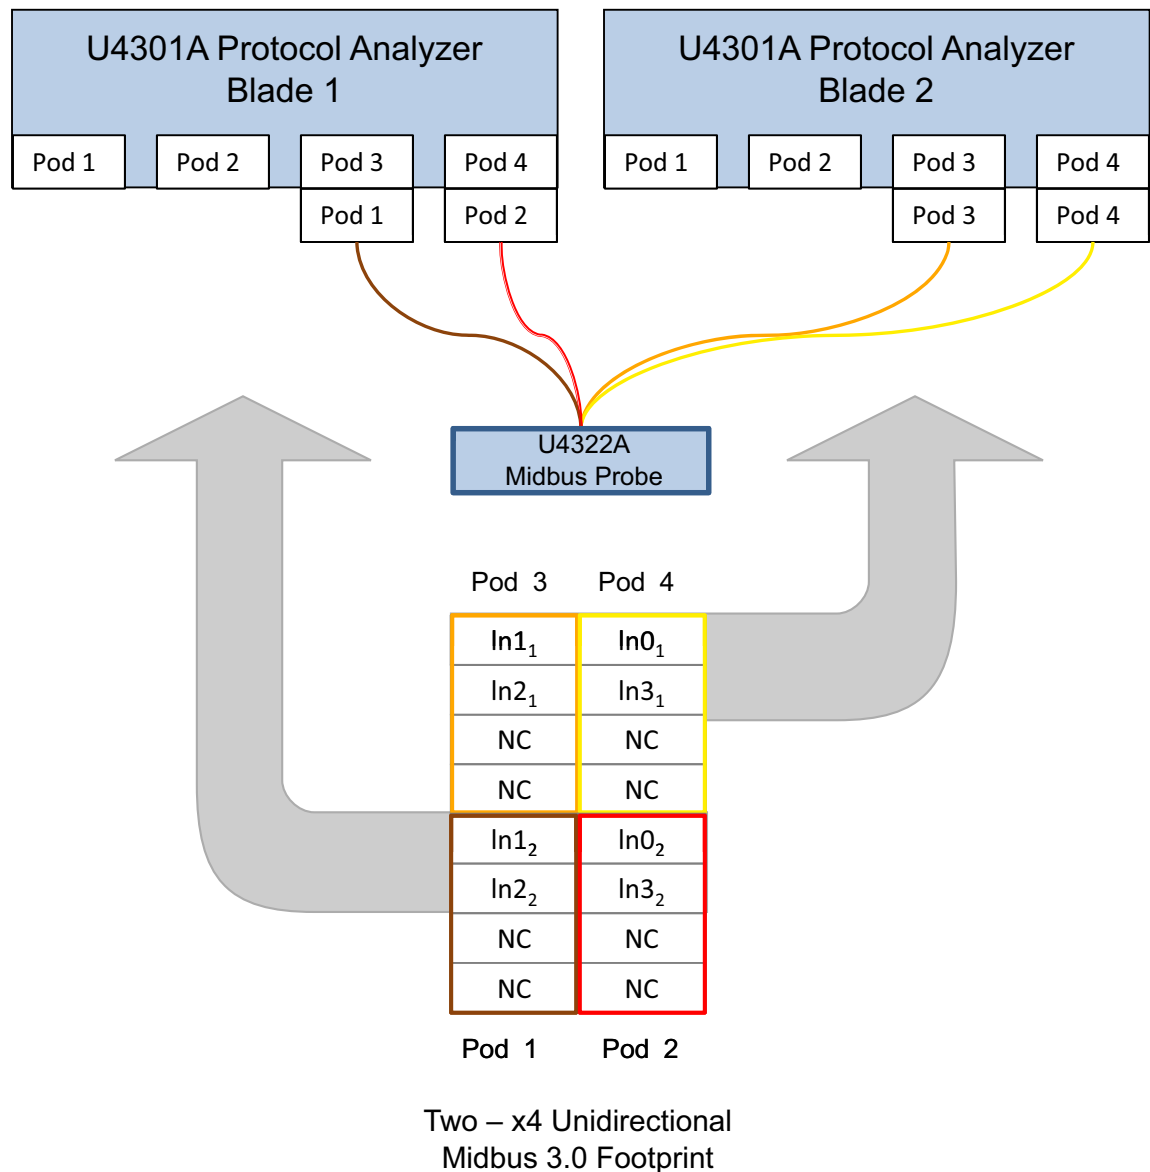 U4301A Protocol Analyzer
Blade 1
U4301A Protocol Analyzer
Blade 2
Pod 1 Pod 2 Pod 3 Pod 4
Pod 1 Pod 2 Pod 3 Pod 4
Pod 1 Pod 2
Pod 3 Pod 4
U4322A
Midbus Probe
Pod 3 Pod 4
In1₁ In0₁
In2₁ In3₁
NC NC
NC NC
In1₂ In0₂
In2₂ In3₂
NC NC
NC NC
Pod 1 Pod 2
Two – x4 Unidirectional
Midbus 3.0 Footprint